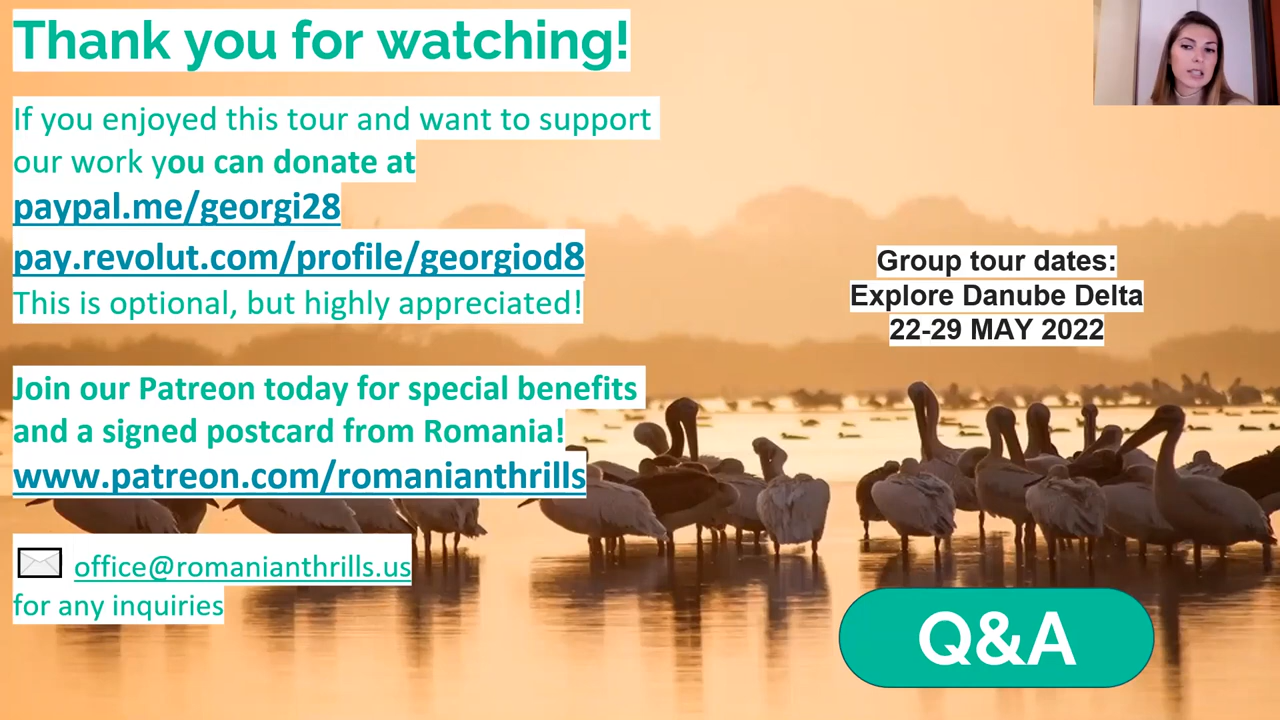 Thank you for watching!
If you enjoyed this tour and want to support
our work you can donate at
paypal.me/georgi28
pay.revolut.com/profile/georgiod8
This is optional, but highly appreciated!
Join our Patreon today for special benefits
and a signed postcard from Romania!
www.patreon.com/romanianthrills
office@romanianthrills.us
for any inquiries
Group tour dates:
Explore Danube Delta
22-29 MAY 2022
Q&A